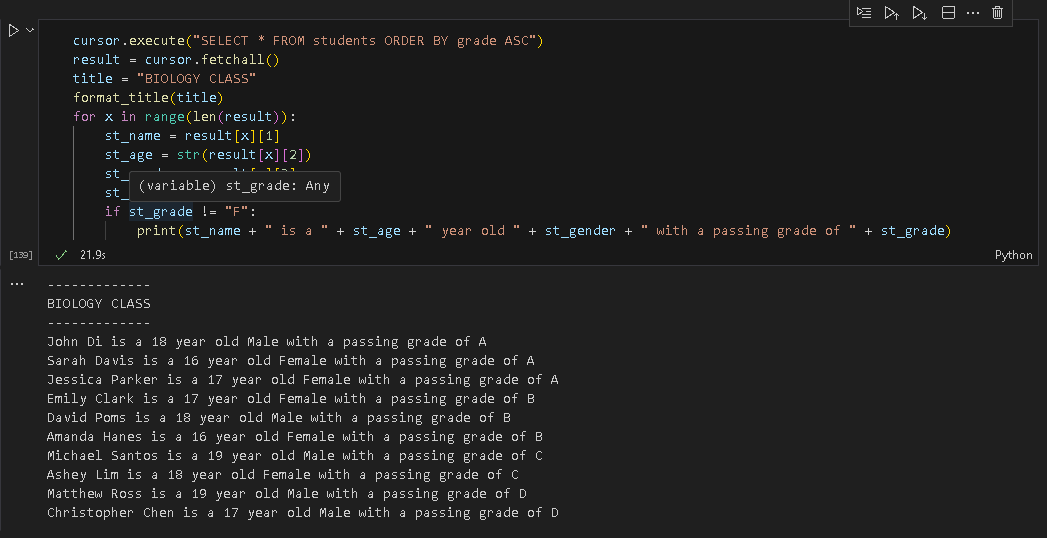 cursor.execute("SELECT * FROM students ORDER BY grade ASC")
result = cursor.fetchall()
title = "BIOLOGY CLASS"
format_title(title)
for x in range(len(result)):
st_name = result[x][1]
st_age = str(result[x][2])
st_
(variable) st_grade: Any
st_
if st_grade != "F":
print(st_name + " is a " + st_age + " year old " + st_gender + " with a passing grade of " + st_grade)
[139] 21.9s Python
-------------
BIOLOGY CLASS
-------------
John Di is a 18 year old Male with a passing grade of A
Sarah Davis is a 16 year old Female with a passing grade of A
Jessica Parker is a 17 year old Female with a passing grade of A
Emily Clark is a 17 year old Female with a passing grade of B
David Poms is a 18 year old Male with a passing grade of B
Amanda Hanes is a 16 year old Female with a passing grade of B
Michael Santos is a 19 year old Male with a passing grade of C
Ashey Lim is a 18 year old Female with a passing grade of C
Matthew Ross is a 19 year old Male with a passing grade of D
Christopher Chen is a 17 year old Male with a passing grade of D